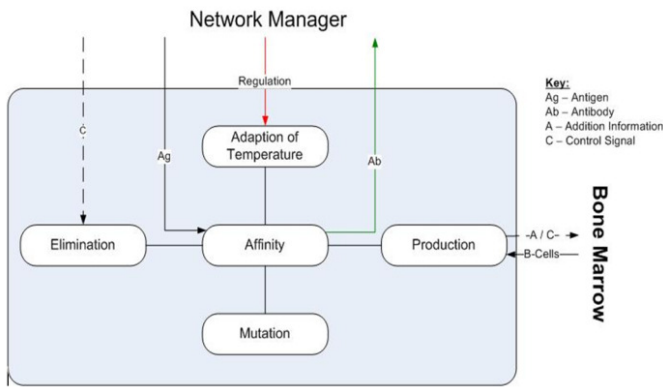 Network Manager
Regulation
Key:
Ag – Antigen
Ab – Antibody
A – Addition Information
C – Control Signal
C
Ag
Adaption of
Temperature
Ab
Bone Marrow
Elimination
Affinity
Production
-A / C-
B-Cells
Mutation